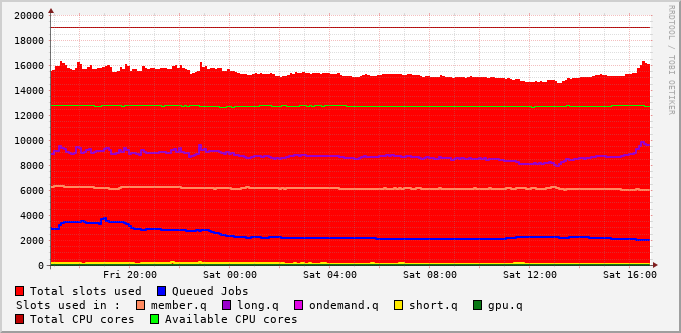 20000
18000
16000
14000
12000
10000
8000
6000
4000
2000
0
Fri 20:00 Sat 00:00 Sat 04:00 Sat 08:00 Sat 12:00 Sat 16:00
Total slots used Queued Jobs
Slots used in : member.q long.q ondemand.q short.q gpu.q
Total CPU cores Available CPU cores
RRDTOOL / TOBI OETIKER